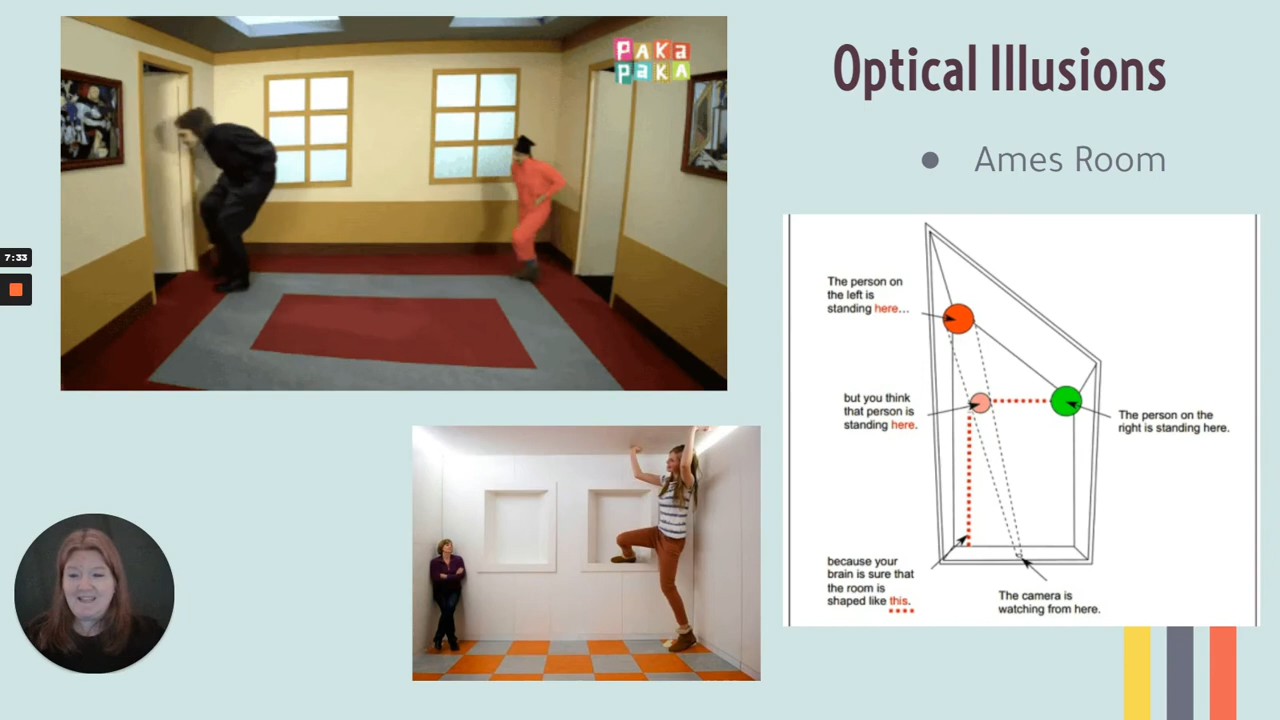 PAKA
PAKA
Optical Illusions
● Ames Room
7:33
The person on
the left is
standing here...
but you think
that person is
standing here.
The person on the
right is standing here.
because your
brain is sure that
the room is
shaped like this.
The camera is
watching from here.